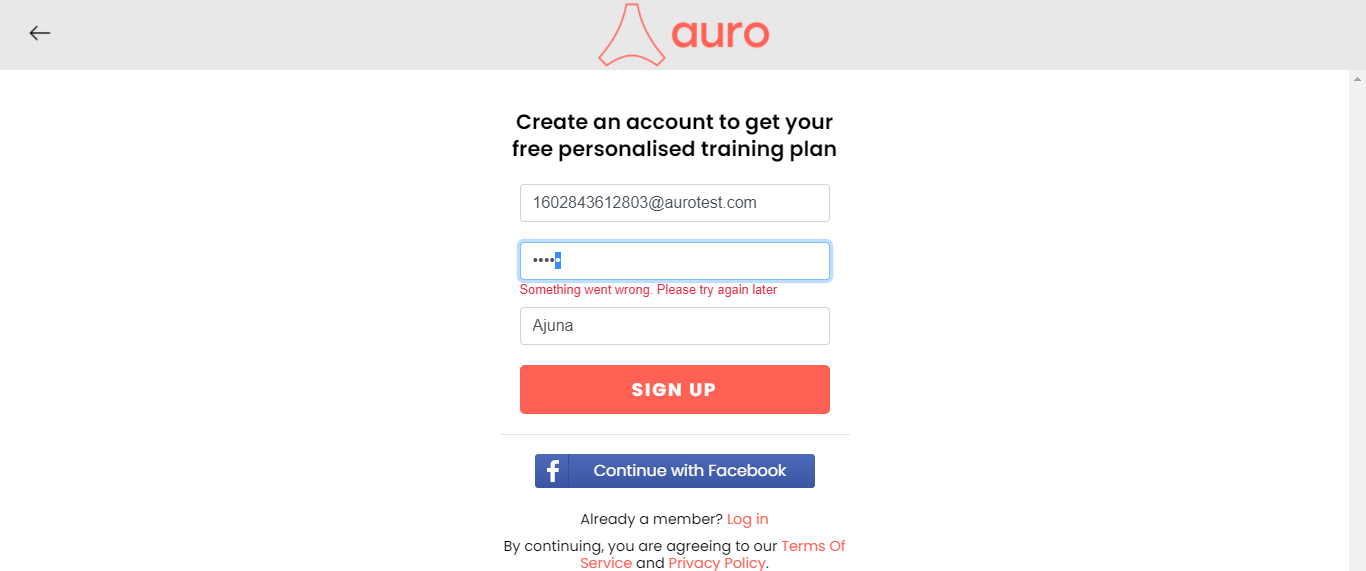 auro
Create an account to get your
free personalised training plan
1602843612803@aurotest.com
•••••
Something went wrong. Please try again later
Ajuna
SIGN UP
f Continue with Facebook
Already a member? Log in
By continuing, you are agreeing to our Terms Of
Service and Privacy Policy.